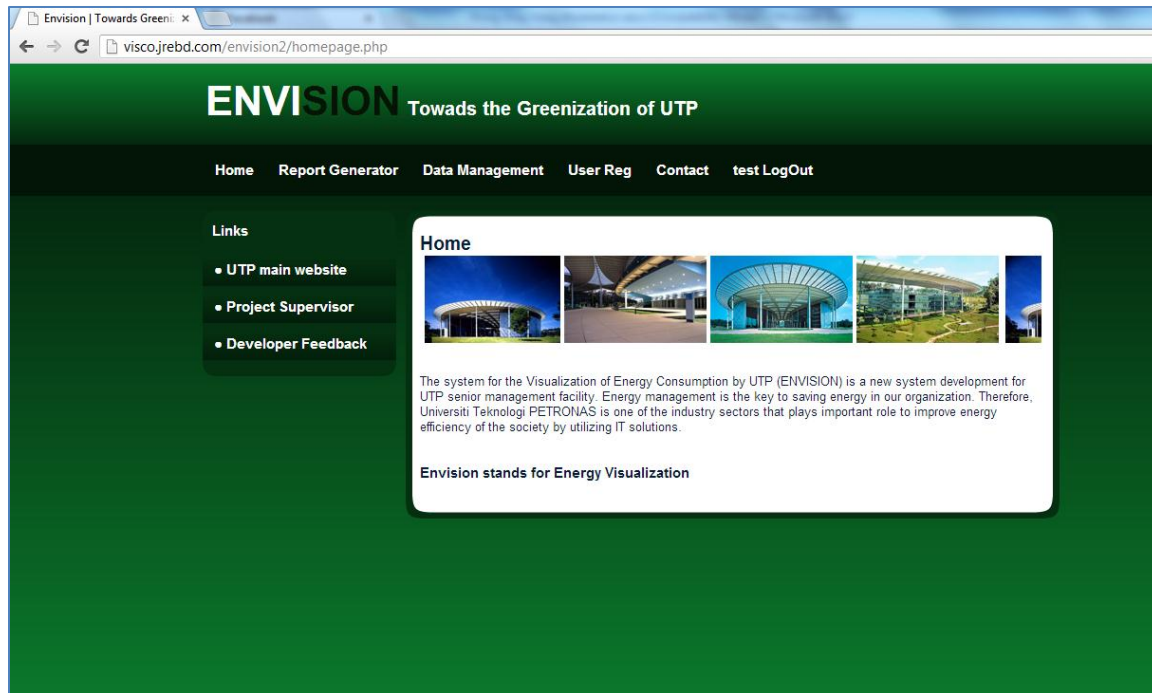 Envision | Towards Greeni
visco.jrebd.com/envision2/homepage.php
ENVISION Towads the Greenization of UTP
Home Report Generator Data Management User Reg Contact test LogOut
Links
• UTP main website
• Project Supervisor
• Developer Feedback
Home
The system for the Visualization of Energy Consumption by UTP (ENVISION) is a new system development for
UTP senior management facility. Energy management is the key to saving energy in our organization. Therefore,
Universiti Teknologi PETRONAS is one of the industry sectors that plays important role to improve energy
efficiency of the society by utilizing IT solutions.
Envision stands for Energy Visualization